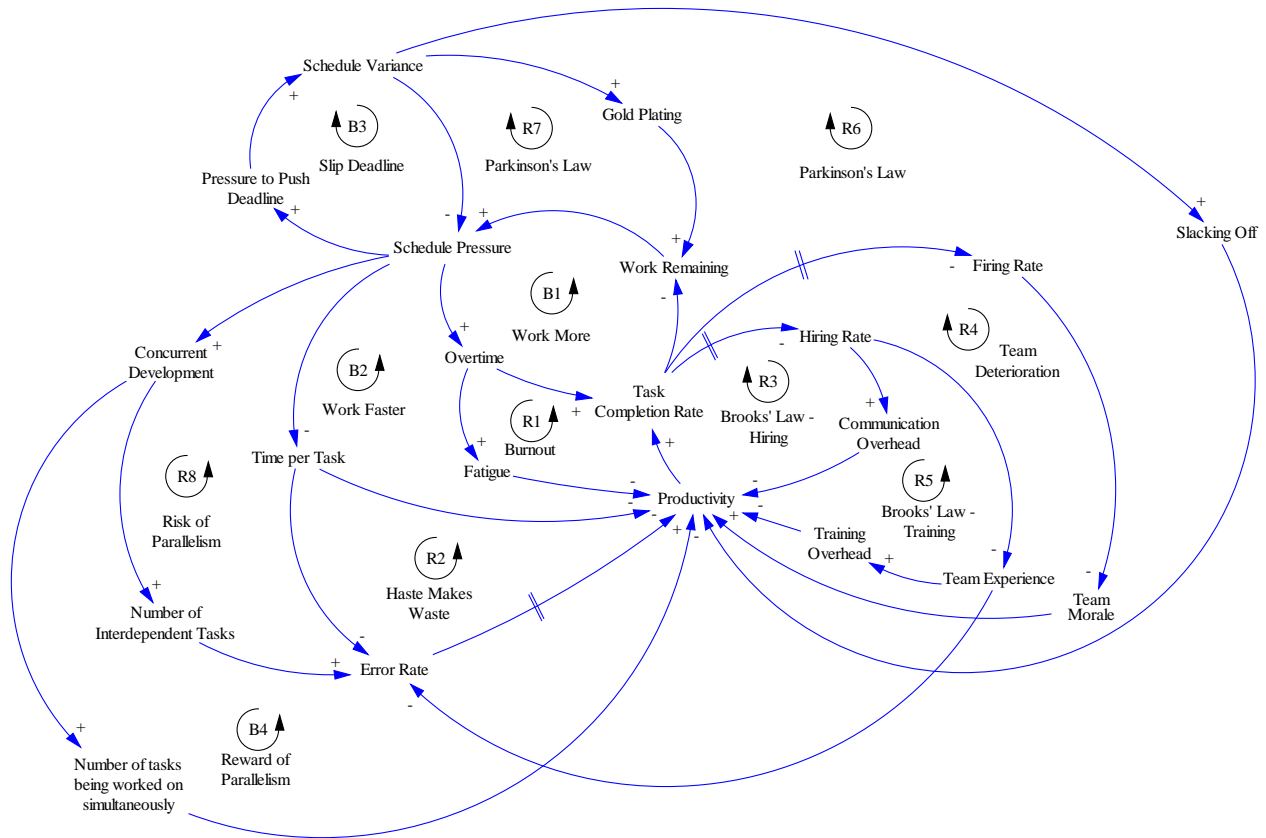 Schedule Variance
+
+
B3
Slip Deadline
R7
Parkinson's Law
+
Gold Plating
R6
Parkinson's Law
Pressure to Push
Deadline
+
-
+
Schedule Pressure
+
Work Remaining
-
+
Slacking Off
-
Firing Rate
B1
Work More
+
Overtime
Concurrent
Development
+
B2
Work Faster
-
Hiring Rate
R4
Team
Deterioration
R3
Brooks' Law -
Hiring
Task
Completion Rate
+
+
R1
Burnout
+
Communication
Overhead
-
Time per Task
+
Fatigue
-
-
-
Productivity
-
-
+
-
+
R5
Brooks' Law -
Training
Training
Overhead
+
-
Team Experience
-
Team
Morale
R8
Risk of
Parallelism
R2
Haste Makes
Waste
+
Number of
Interdependent Tasks
-
+
Error Rate
-
B4
Reward of
Parallelism
+
Number of tasks
being worked on
simultaneously